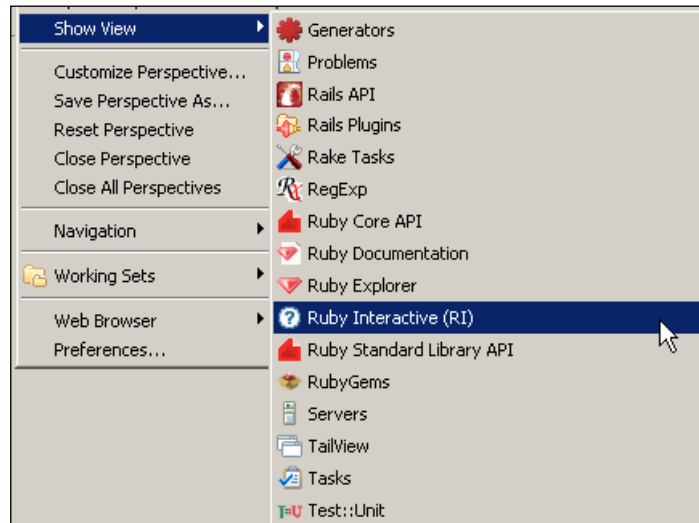 Show View
Customize Perspective...
Save Perspective As...
Reset Perspective
Close Perspective
Close All Perspectives
Navigation
Working Sets
Web Browser
Preferences...
Generators
Problems
Rails API
Rails Plugins
Rake Tasks
RegExp
Ruby Core API
Ruby Documentation
Ruby Explorer
Ruby Interactive (RI)
Ruby Standard Library API
RubyGems
Servers
TailView
Tasks
Test::Unit